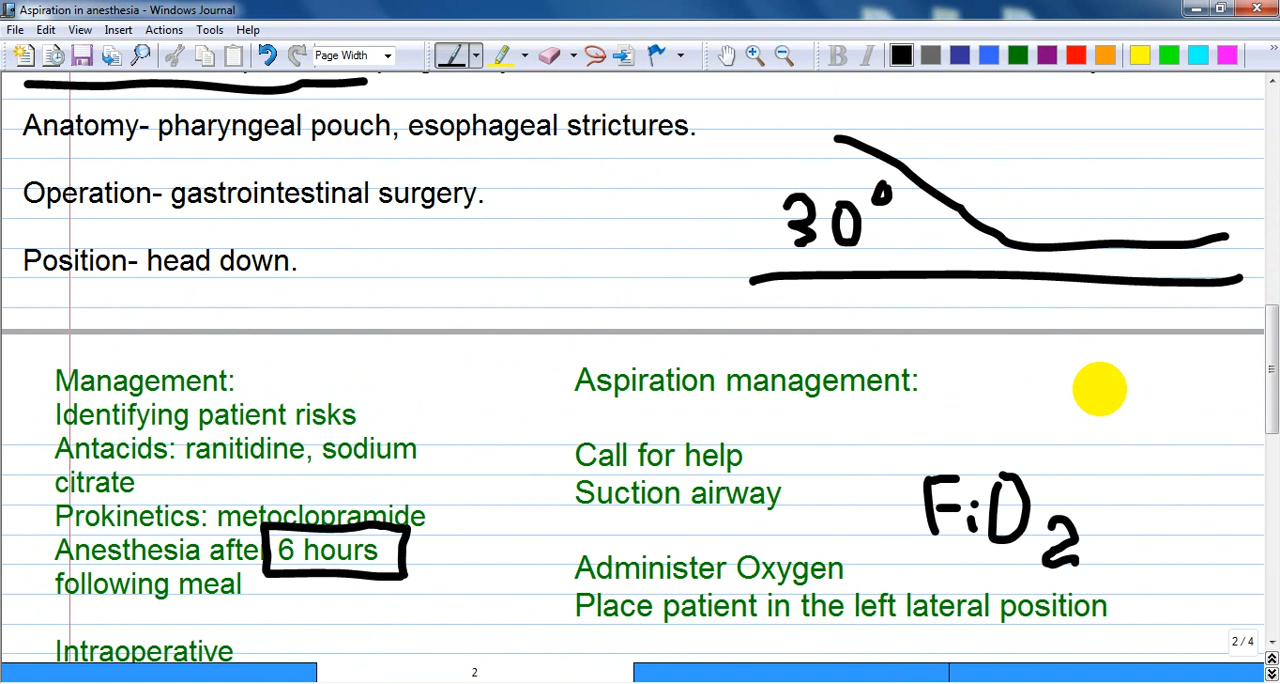 Aspiration in anesthesia - Windows Journal
File Edit View Insert Actions Tools Help
Page Width
B I
Anatomy- pharyngeal pouch, esophageal strictures.
Operation- gastrointestinal surgery.
Position- head down.
30°
Management:
Identifying patient risks
Antacids: ranitidine, sodium
citrate
Prokinetics: metoclopramide
Anesthesia after 6 hours
following meal
Intraoperative
Aspiration management:
Call for help
Suction airway
FiO2
Administer Oxygen
Place patient in the left lateral position
2 / 4
2